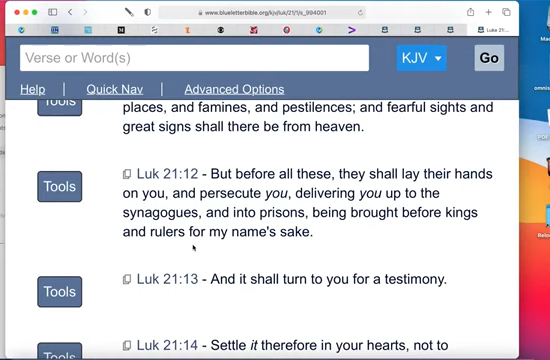 www.blueletterbible.org/kjv/luk/21/1/s_994001
Luk 21:...
Verse or Word(s)
KJV
Go
Help | Quick Nav | Advanced Options
Tools
places, and famines, and pestilences; and fearful sights and
great signs shall there be from heaven.
Luk 21:12 - But before all these, they shall lay their hands
Tools
on you, and persecute you, delivering you up to the
synagogues, and into prisons, being brought before kings
and rulers for my name's sake.
Luk 21:13 - And it shall turn to you for a testimony.
Tools
Luk 21:14 - Settle it therefore in your hearts, not to
Tools